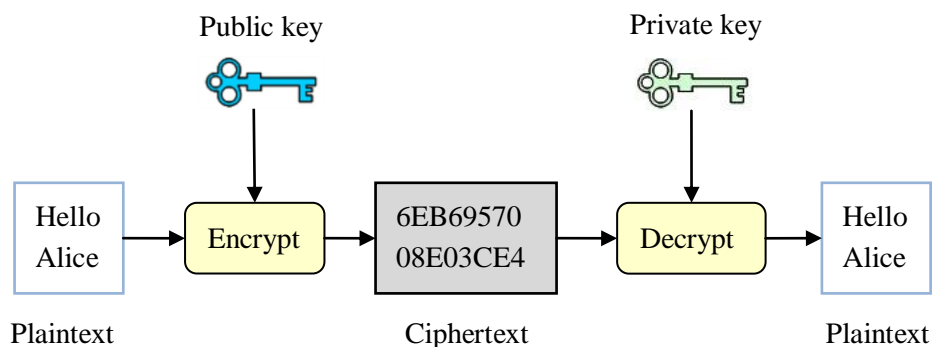 Public key
Private key
Hello
Alice
Encrypt
6EB69570
08E03CE4
Decrypt
Hello
Alice
Plaintext
Ciphertext
Plaintext